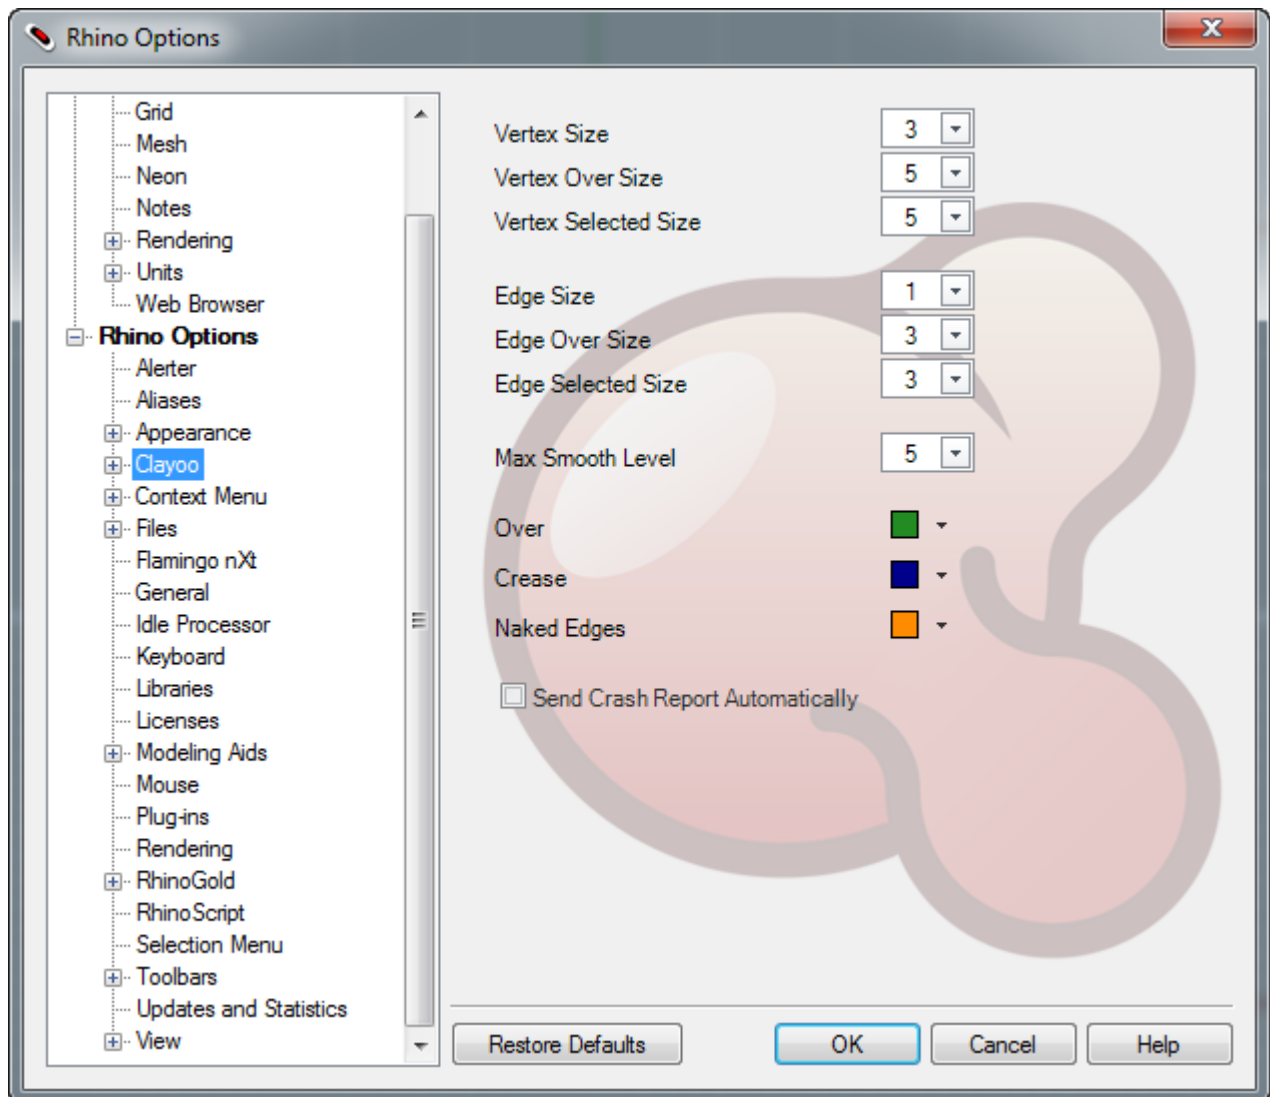 Rhino Options
Grid
Mesh
Neon
Notes
Rendering
Units
Web Browser
Rhino Options
Alerter
Aliases
Appearance
Clayoo
Context Menu
Files
Flamingo nXt
General
Idle Processor
Keyboard
Libraries
Licenses
Modeling Aids
Mouse
Plug-ins
Rendering
RhinoGold
RhinoScript
Selection Menu
Toolbars
Updates and Statistics
View
Vertex Size 3
Vertex Over Size 5
Vertex Selected Size 5
Edge Size 1
Edge Over Size 3
Edge Selected Size 3
Max Smooth Level 5
Over
Crease
Naked Edges
Send Crash Report Automatically
Restore Defaults OK Cancel Help